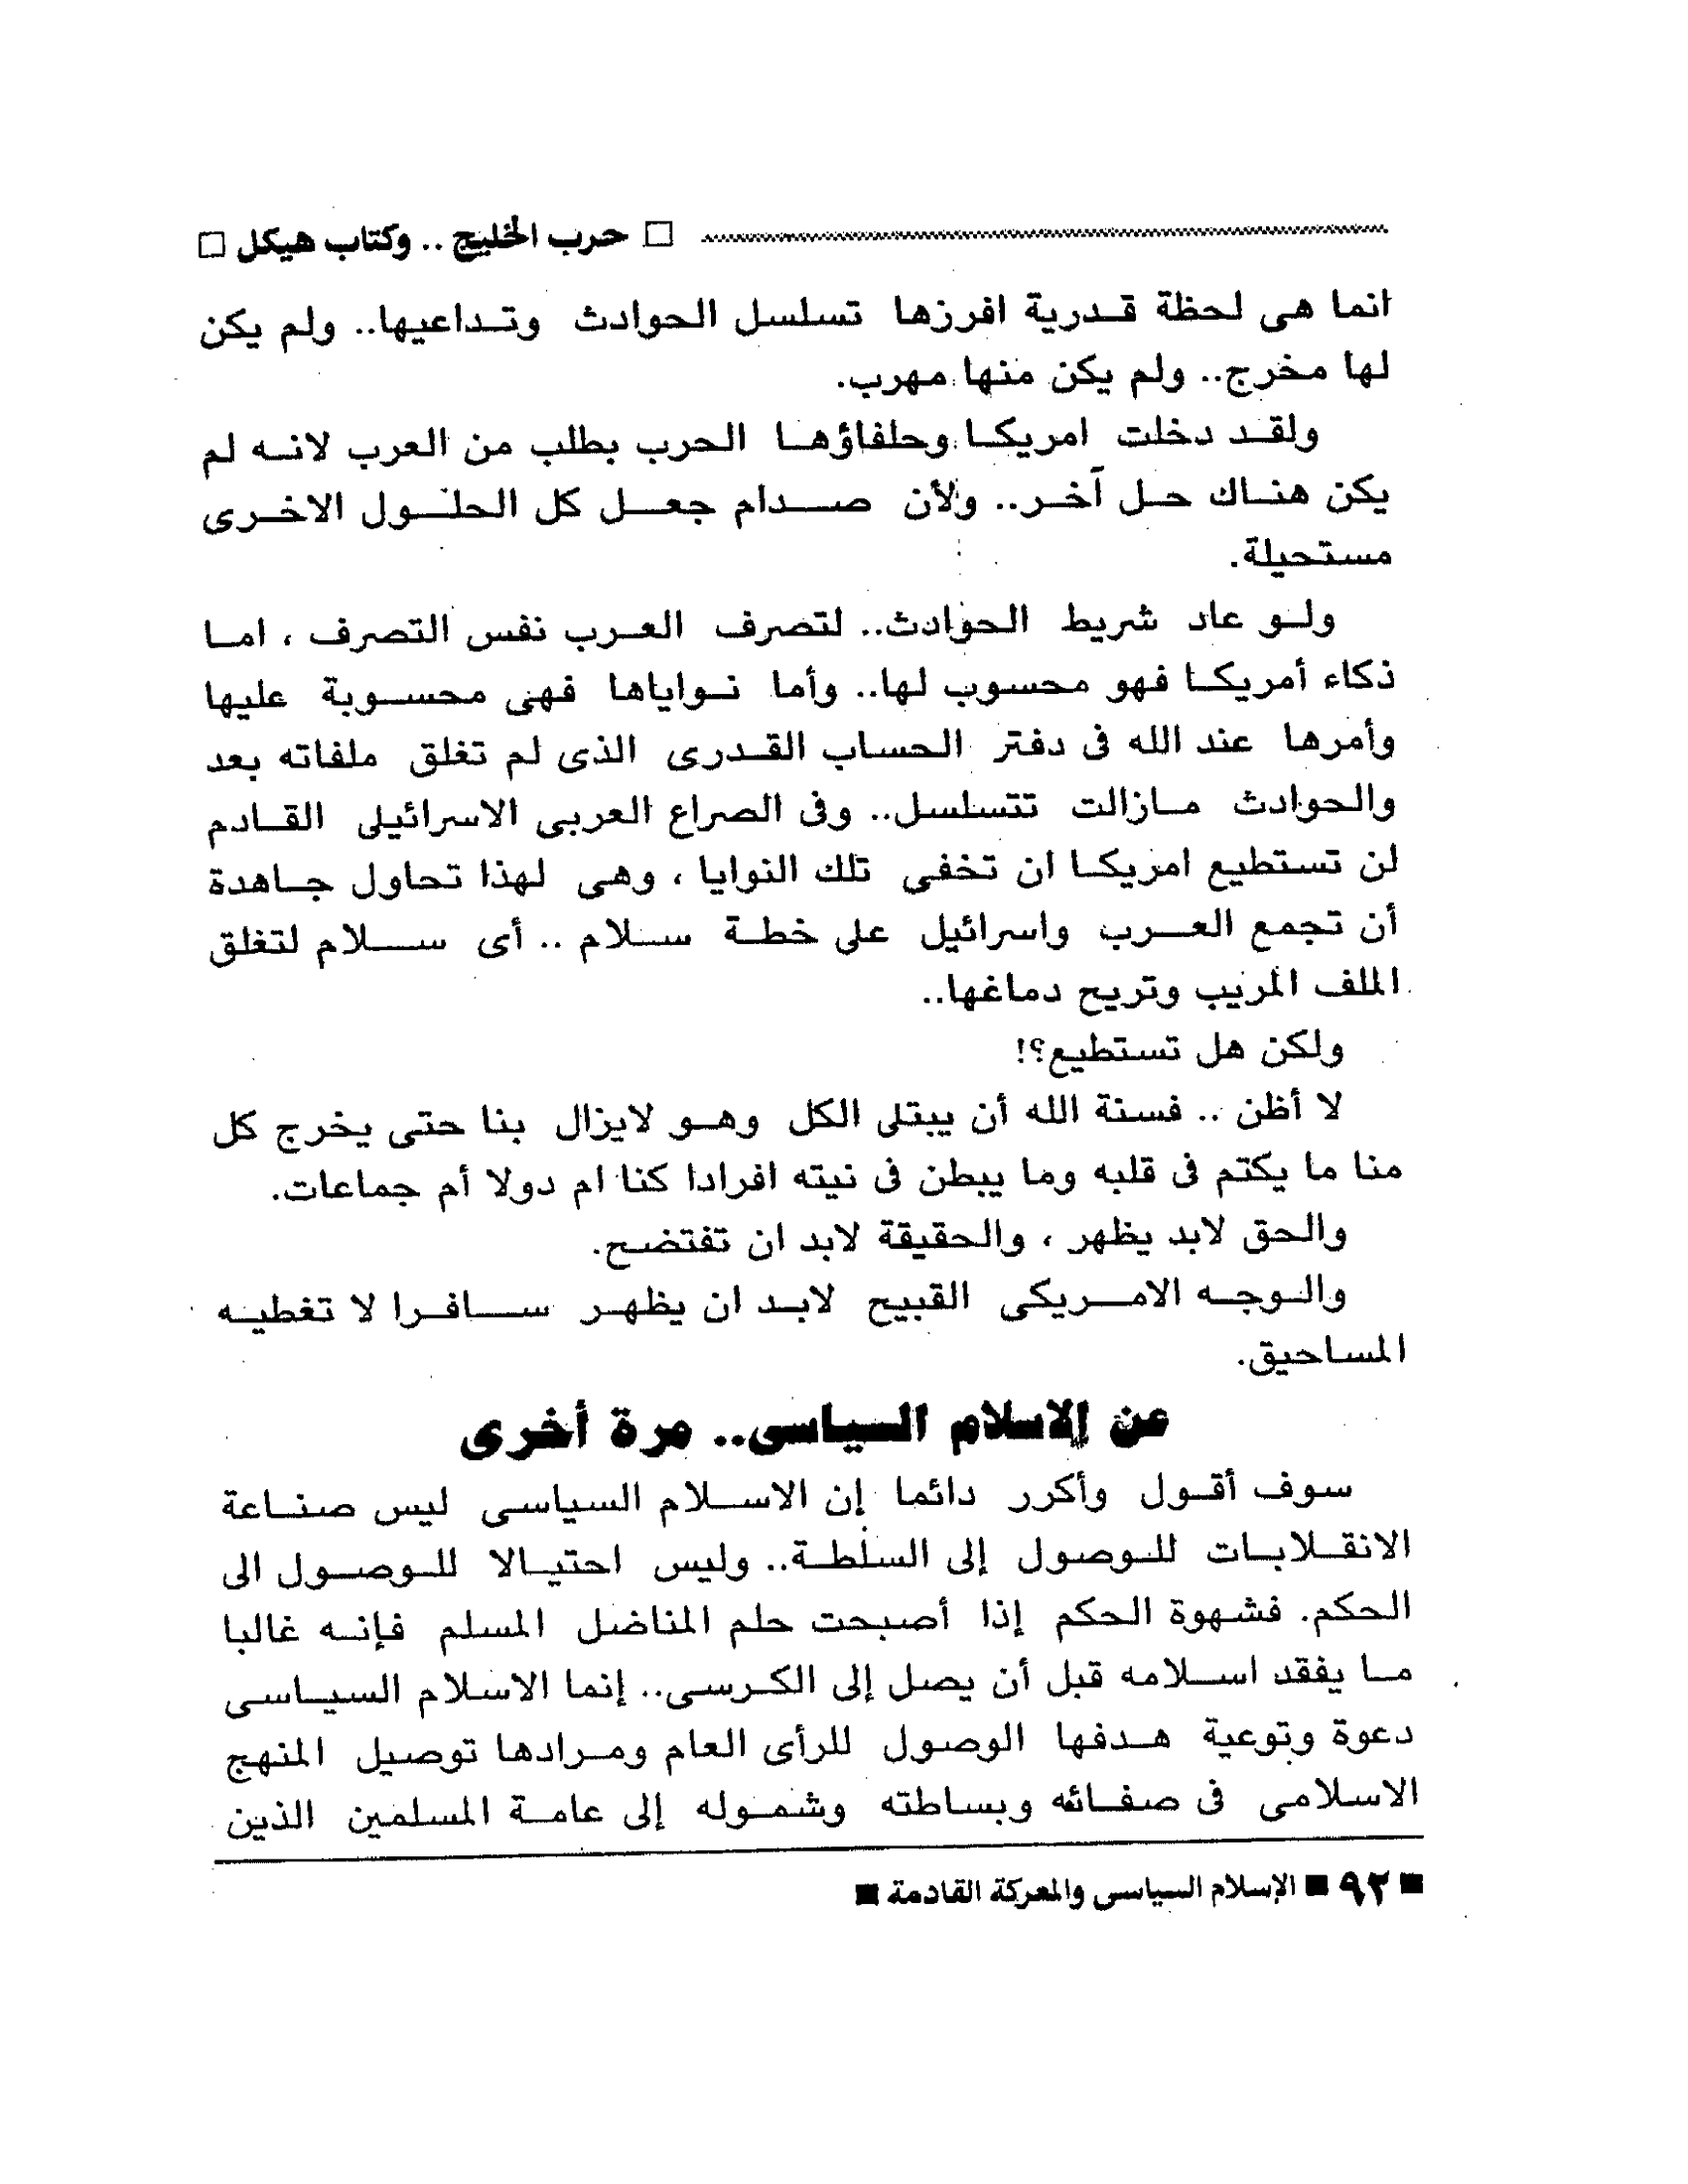 □ حرب الخليج .. وكتاب هيكل □
انما هى لحظة قدرية افرزها تسلسل الحوادث وتداعيها.. ولم يكن
لها مخرج.. ولم يكن منها مهرب.
ولقد دخلت امريكا وحلفاؤها الحرب بطلب من العرب لانه لم
يكن هناك حل آخر.. ولأن صدام جعل كل الحلول الاخرى
مستحيلة.
ولو عاد شريط الحوادث.. لتصرف العرب نفس التصرف ، اما
ذكاء أمريكا فهو محسوب لها.. وأما نواياها فهى محسوبة عليها
وأمرها عند الله فى دفتر الحساب القدرى الذى لم تغلق ملفاته بعد
والحوادث مازالت تتسلسل.. وفى الصراع العربى الاسرائيلى القادم
لن تستطيع امريكا ان تخفى تلك النوايا ، وهى لهذا تحاول جاهدة
أن تجمع العرب واسرائيل على خطة سلام .. أى سلام لتغلق
الملف المريب وتريح دماغها..
ولكن هل تستطيع؟!
لا أظن .. فسنة الله أن يبتلى الكل وهو لايزال بنا حتى يخرج كل
منا ما يكتم فى قلبه وما يبطن فى نيته افرادا كنا ام دولا أم جماعات.
والحق لابد يظهر ، والحقيقة لابد ان تفتضح.
والوجه الامريكى القبيح لابد ان يظهر سافرا لا تغطيه
المساحيق.
عن الإسلام السياسى.. مرة أخرى
سوف أقول وأكرر دائما إن الاسلام السياسى ليس صناعة
الانقلابات للوصول إلى السلطة.. وليس احتيالا للوصول الى
الحكم. فشهوة الحكم إذا أصبحت حلم المناضل المسلم فإنه غالبا
ما يفقد اسلامه قبل أن يصل إلى الكرسى.. إنما الاسلام السياسى
دعوة وتوعية هدفها الوصول للرأى العام ومرادها توصيل المنهج
الاسلامى فى صفائه وبساطته وشموله إلى عامة المسلمين الذين
■ ٩٢ ■ الإسلام السياسى والمعركة القادمة ■